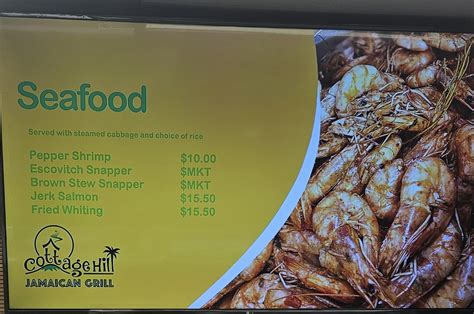 Seafood
Served with steamed cabbage and choice of rice
Pepper Shrimp $10.00
Escovitch Snapper $MKT
Brown Stew Snapper $MKT
Jerk Salmon $15.50
Fried Whiting $15.50
Cottage Hill
JAMAICAN GRILL